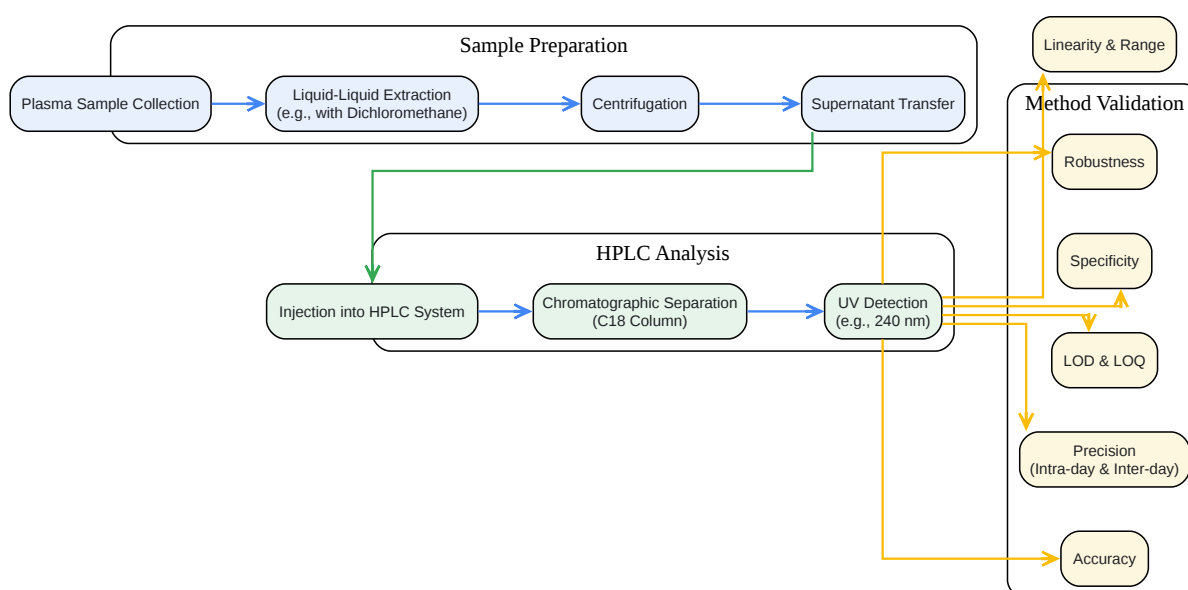 Sample Preparation
Plasma Sample Collection
Liquid-Liquid Extraction
(e.g., with Dichloromethane)
Centrifugation
Supernatant Transfer
HPLC Analysis
Injection into HPLC System
Chromatographic Separation
(C18 Column)
UV Detection
(e.g., 240 nm)
Linearity & Range
Method Validation
Robustness
Specificity
LOD & LOQ
Precision
(Intra-day & Inter-day)
Accuracy